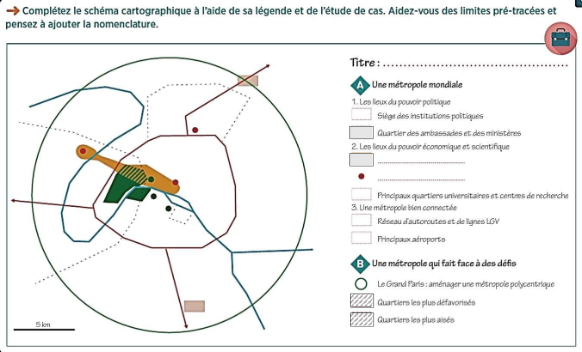 Complétez le schéma cartographique à l'aide de sa légende et de l'étude de cas. Aidez-vous des limites pré-tracées et
pensez à ajouter la nomenclature.
Titre : ................................................
A Une métropole mondiale
1. Les lieux du pouvoir politique
Siège des institutions politiques
Quartier des ambassades et des ministères
2. Les lieux du pouvoir économique et scientifique
................................
................................
Principaux quartiers universitaires et centres de recherche
3. Une métropole bien connectée
Réseau d'autoroutes et de lignes LGV
Principaux aéroports
B Une métropole qui fait face à des défis
Le Grand Paris : aménager une métropole polycentrique
Quartiers les plus défavorisés
Quartiers les plus aisés
5 km